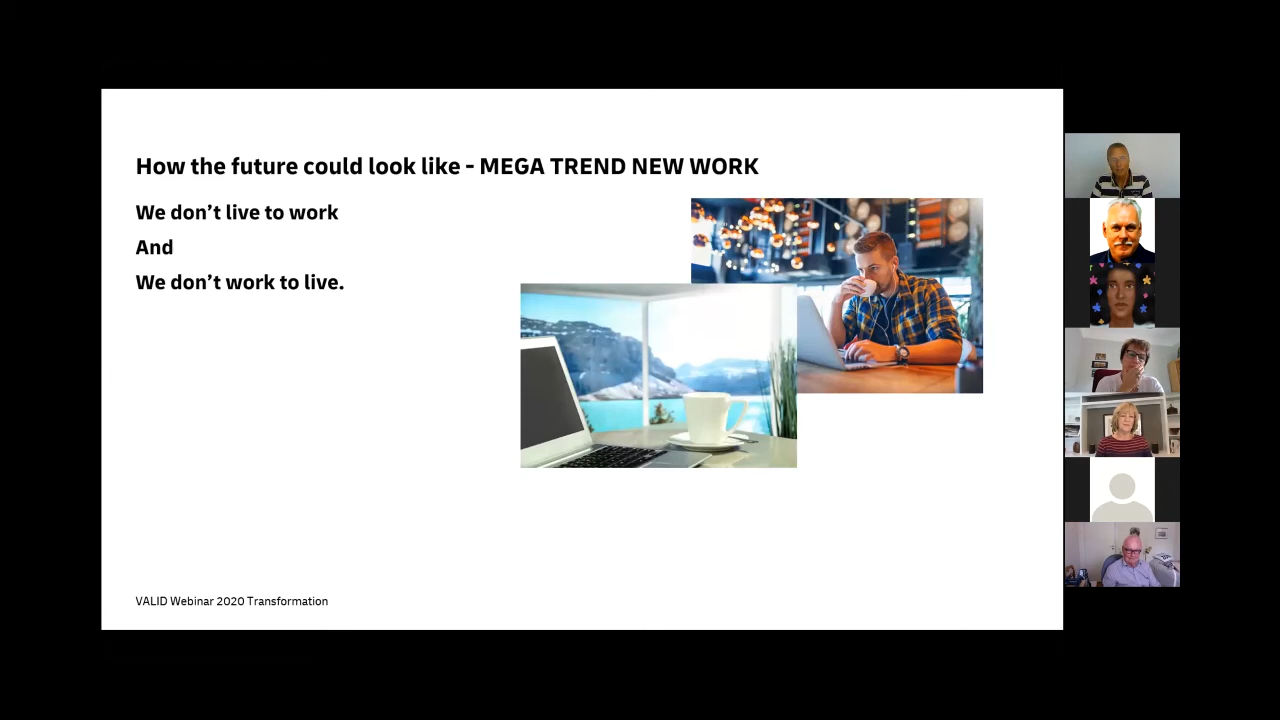 How the future could look like - MEGA TREND NEW WORK
We don’t live to work
And
We don’t work to live.
VALID Webinar 2020 Transformation